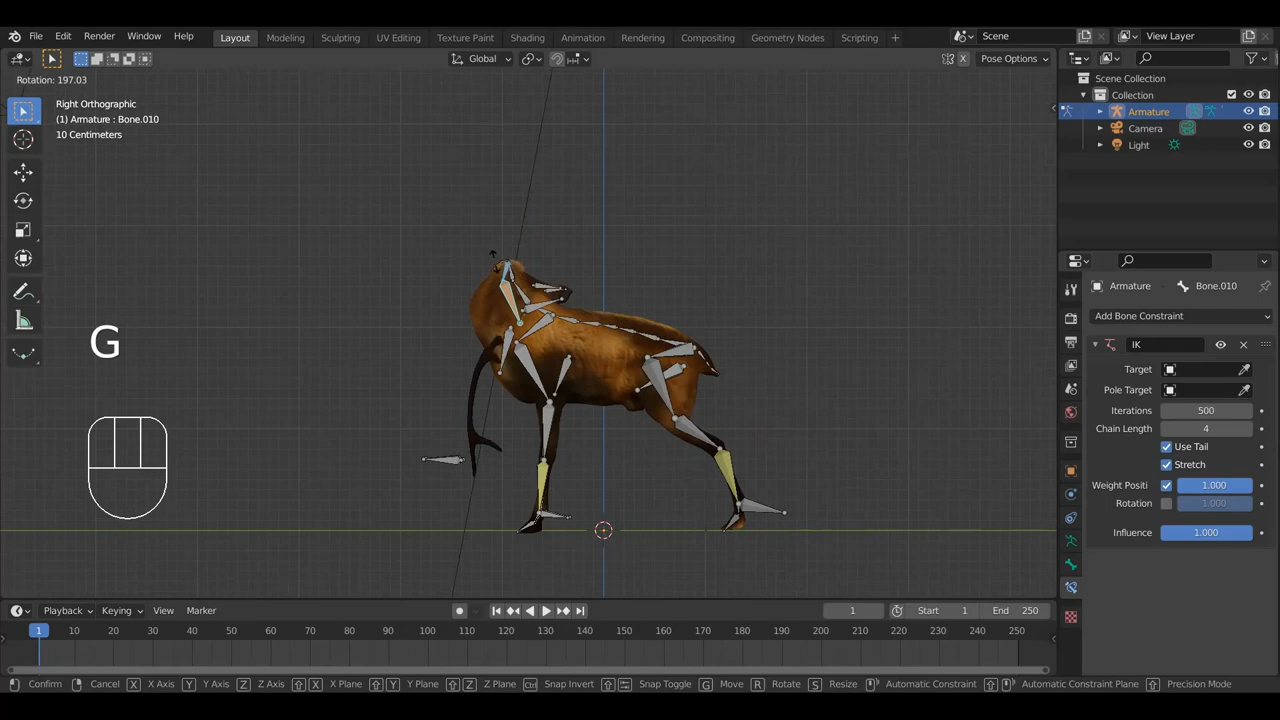 File Edit Render Window Help Layout Modeling Sculpting UV Editing Texture Paint Shading Animation Rendering Compositing Geometry Nodes Scripting + Scene View Layer
Global X Pose Options
Rotation: 197.03
Right Orthographic
(1) Armature : Bone.010
10 Centimeters
G
Scene Collection
Collection
Armature
Camera
Light
Armature Bone.010
Add Bone Constraint
IK
Target
Pole Target
Iterations 500
Chain Length 4
Use Tail
Stretch
Weight Positi 1.000
Rotation 1.000
Influence 1.000
Playback Keying View Marker 1 Start 1 End 250
1 10 20 30 40 50 60 70 80 90 100 110 120 130 140 150 160 170 180 190 200 210 220 230 240 250
Confirm Cancel X X Axis Y Y Axis Z Z Axis X X Plane Y Y Plane Z Z Plane Ctrl Snap Invert Snap Toggle G Move R Rotate S Resize Automatic Constraint Automatic Constraint Plane Precision Mode